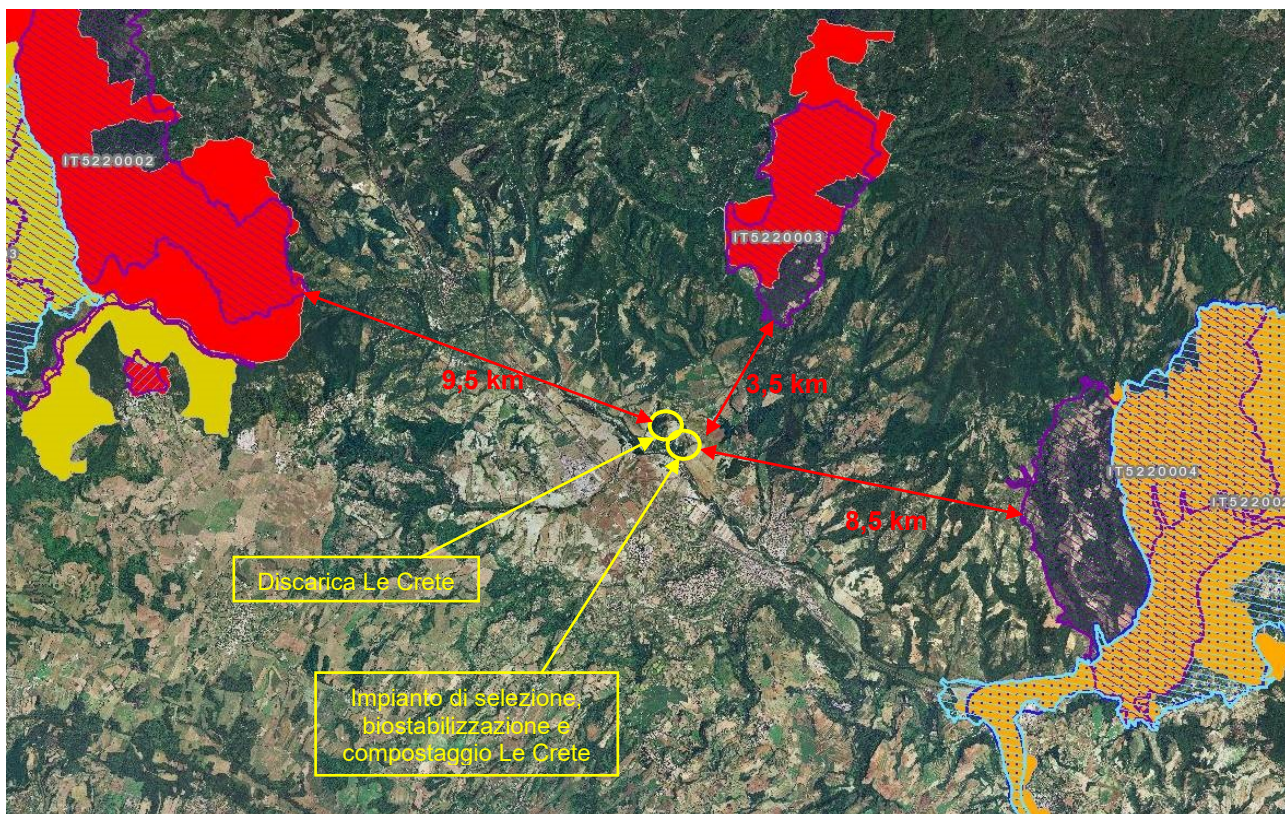 IT5220002
3
IT5220003
9,5 km
3,5 km
IT5220004
8,5 km
Discarica Le Crete
Impianto di selezione,
biostabilizzazione e
compostaggio Le Crete